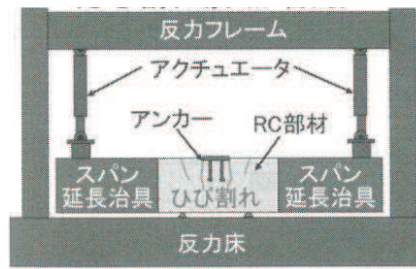 反力フレーム
アクチュエータ
アンカー
RC部材
スパン
延長治具
ひび割れ
スパン
延長治具
反力床